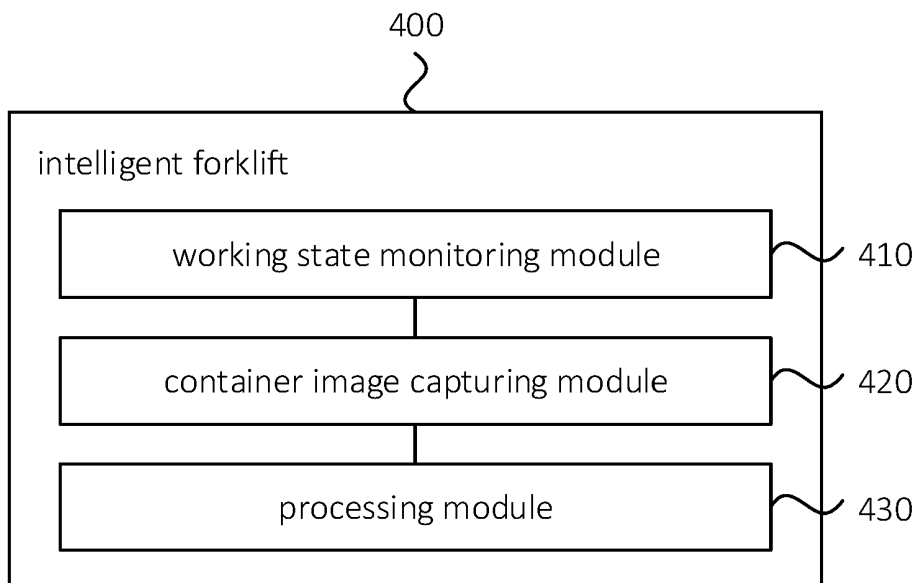 400
intelligent forklift
working state monitoring module
410
container image capturing module
420
processing module
430